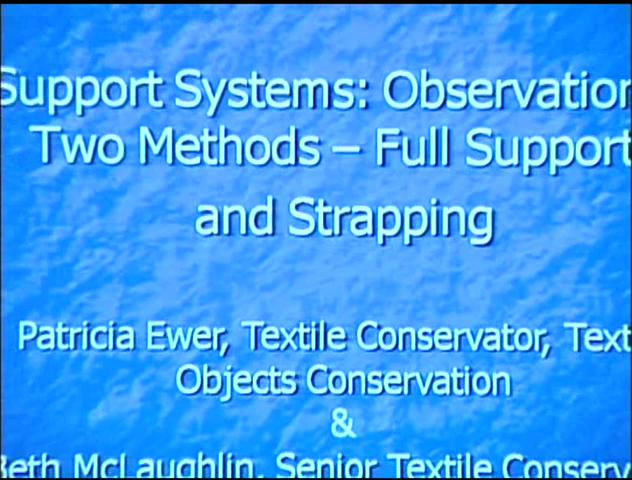 Support Systems: Observation
Two Methods – Full Support
and Strapping
Patricia Ewer, Textile Conservator, Text
Objects Conservation
&
Beth McLaughlin, Senior Textile Conserv